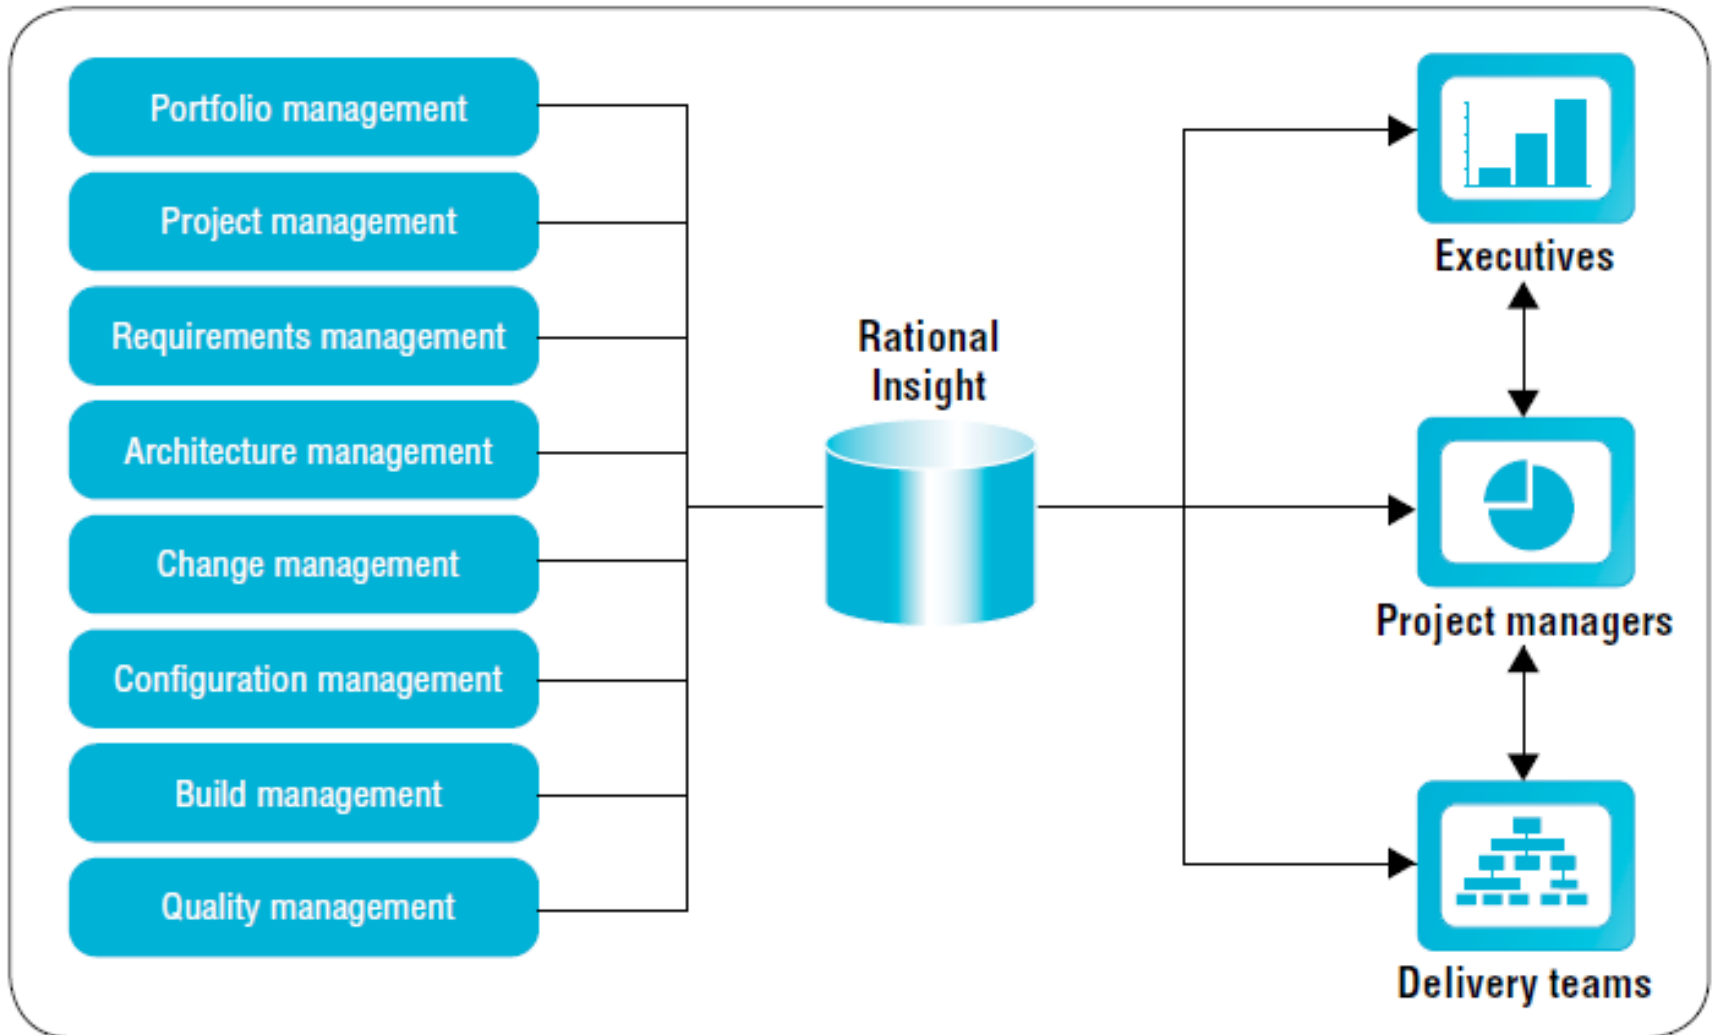 Portfolio management
Project management
Requirements management
Architecture management
Change management
Configuration management
Build management
Quality management
Rational
Insight
Executives
Project managers
Delivery teams